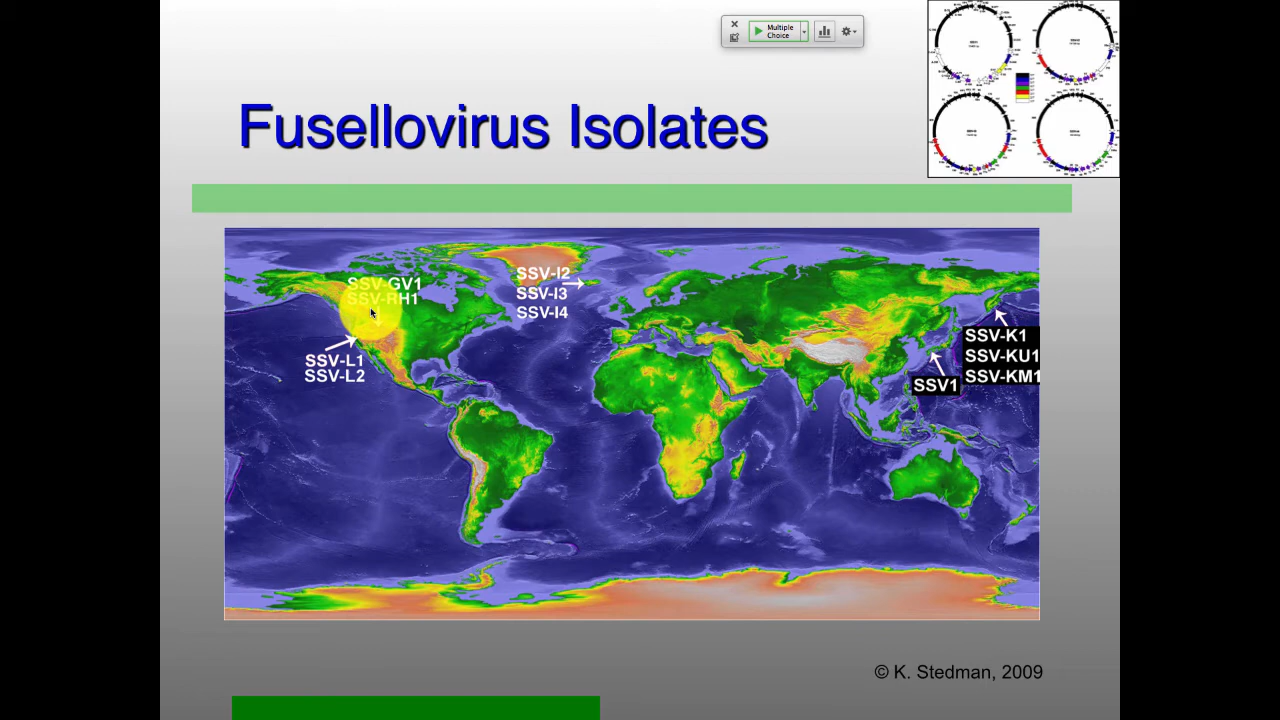 Multiple
Choice
Fusellovirus Isolates
SSV-GV1
SSV-RH1
SSV-I2
SSV-I3
SSV-I4
SSV-L1
SSV-L2
SSV-K1
SSV-KU1
SSV-KM1
SSV1
© K. Stedman, 2009